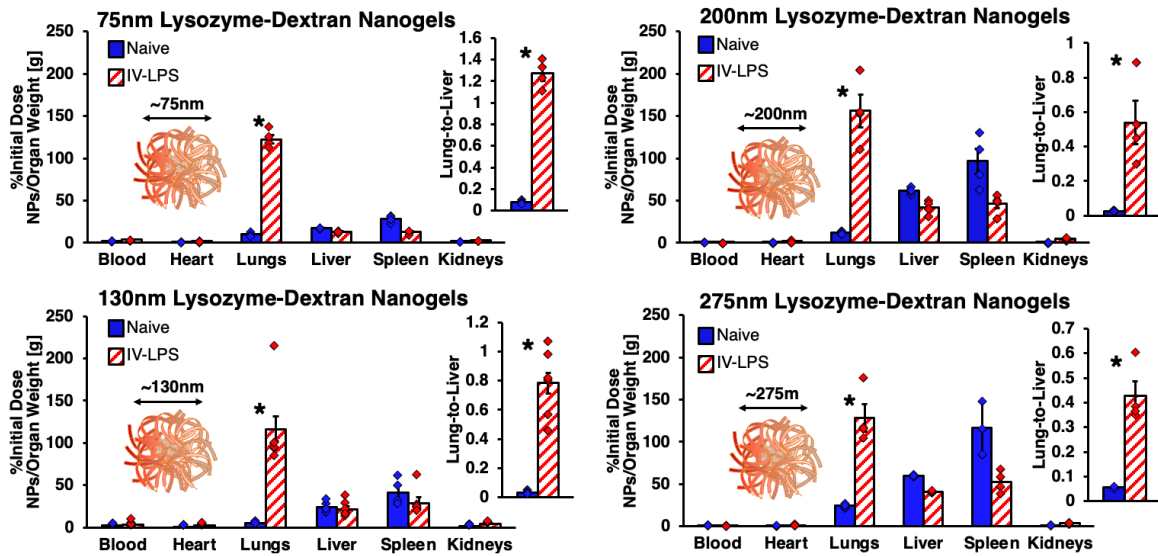 75nm Lysozyme-Dextran Nanogels
%Initial Dose
NPs/Organ Weight [g]
250
200
150
100
50
0
Naive
IV-LPS
~75nm
*
Blood Heart Lungs Liver Spleen Kidneys
Lung-to-Liver
1.6
1.4
1.2
1
0.8
0.6
0.4
0.2
0
*
200nm Lysozyme-Dextran Nanogels
%Initial Dose
NPs/Organ Weight [g]
250
200
150
100
50
0
Naive
IV-LPS
~200nm
*
Blood Heart Lungs Liver Spleen Kidneys
Lung-to-Liver
1
0.8
0.6
0.4
0.2
0
*
130nm Lysozyme-Dextran Nanogels
%Initial Dose
NPs/Organ Weight [g]
250
200
150
100
50
0
Naive
IV-LPS
~130nm
*
Blood Heart Lungs Liver Spleen Kidneys
Lung-to-Liver
1.2
1
0.8
0.6
0.4
0.2
0
*
275nm Lysozyme-Dextran Nanogels
%Initial Dose
NPs/Organ Weight [g]
250
200
150
100
50
0
Naive
IV-LPS
~275m
*
Blood Heart Lungs Liver Spleen Kidneys
Lung-to-Liver
0.7
0.6
0.5
0.4
0.3
0.2
0.1
0
*